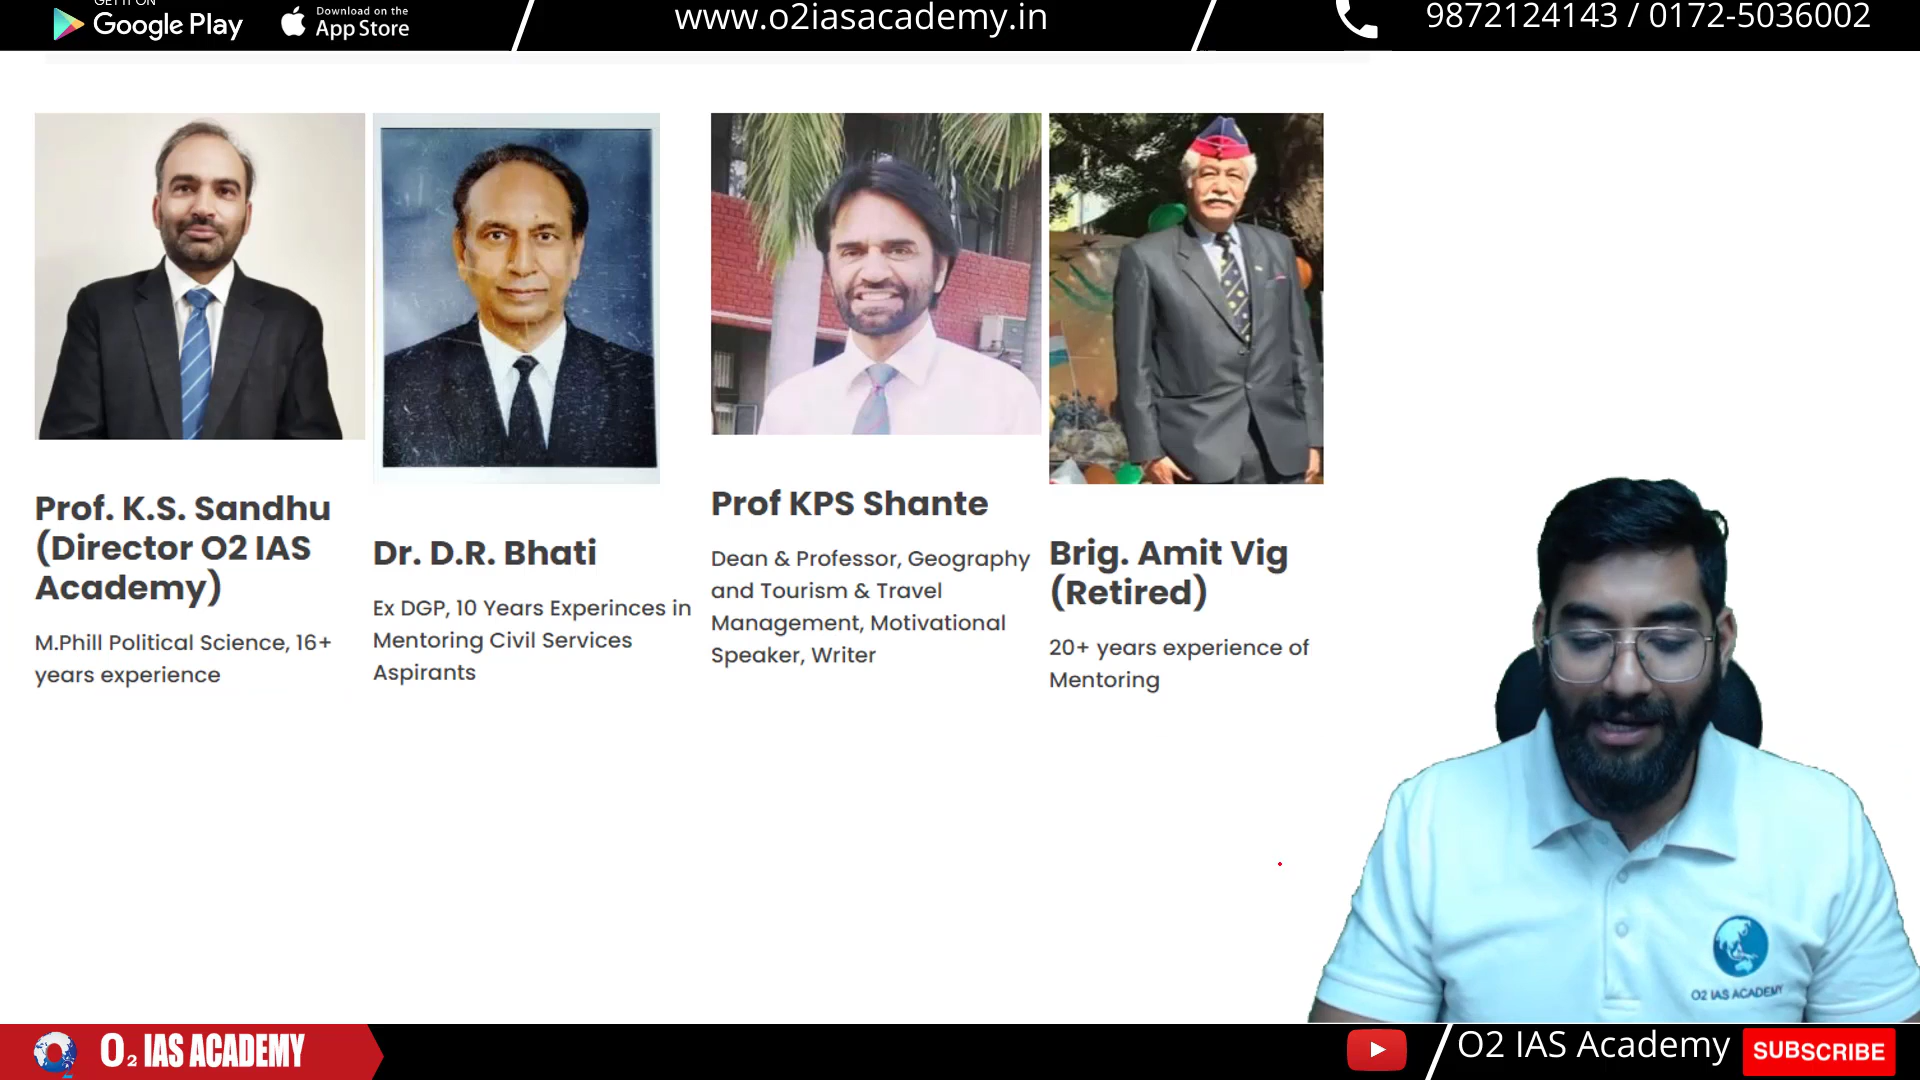 GET IT ON
Google Play
Download on the
App Store
www.o2iasacademy.in
9872124143 / 0172-5036002
Prof. K.S. Sandhu
(Director O2 IAS
Academy)
M.Phill Political Science, 16+
years experience
Dr. D.R. Bhati
Ex DGP, 10 Years Experinces in
Mentoring Civil Services
Aspirants
Prof KPS Shante
Dean & Professor, Geography
and Tourism & Travel
Management, Motivational
Speaker, Writer
Brig. Amit Vig
(Retired)
20+ years experience of
Mentoring
O2 IAS ACADEMY
O2 IAS ACADEMY
O2 IAS Academy
SUBSCRIBE